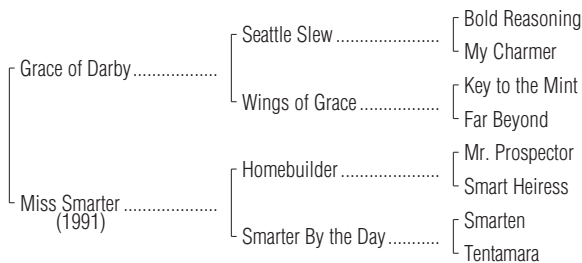 Bold Reasoning
Seattle Slew ..................
My Charmer
Grace of Darby ...............
Key to the Mint
Wings of Grace ..............
Far Beyond
Mr. Prospector
Homebuilder .................
Smart Heiress
Miss Smarter .................
(1991)
Smarten
Smarter By the Day ..........
Tentamara